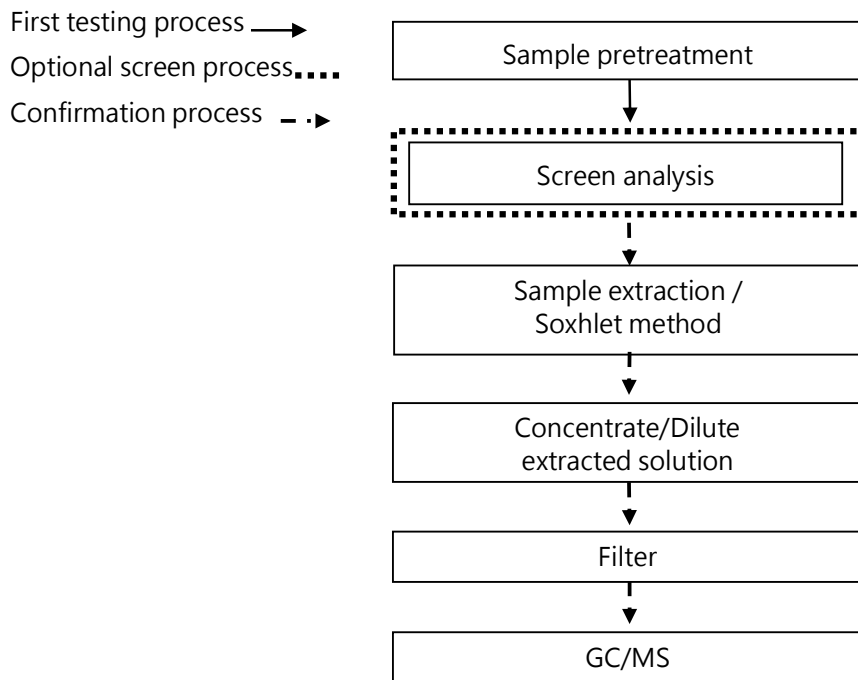 First testing process
Optional screen process
Confirmation process
Sample pretreatment
Screen analysis
Sample extraction /
Soxhlet method
Concentrate/Dilute
extracted solution
Filter
GC/MS